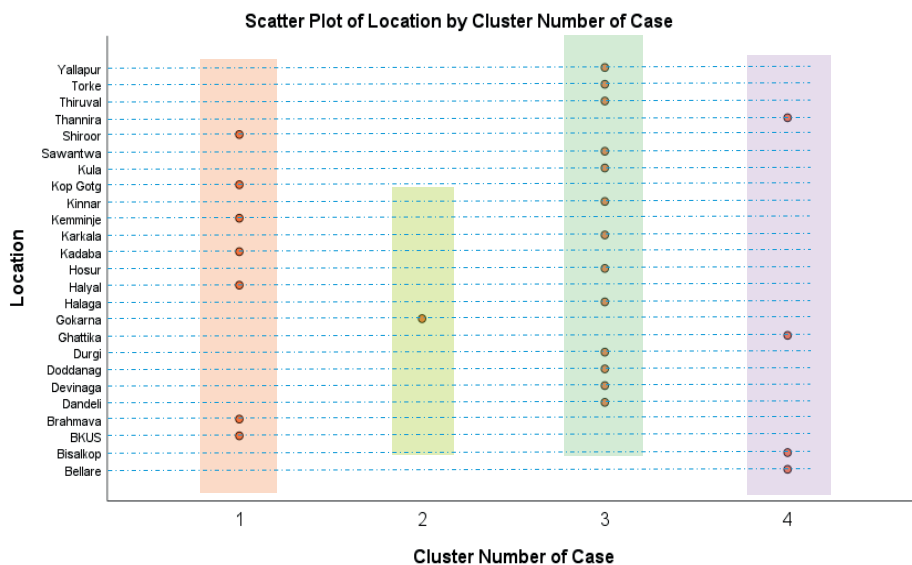 Scatter Plot of Location by Cluster Number of Case
Yallapur
Torke
Thiruval
Thannira
Shiroor
Sawantwa
Kula
Kop Gotg
Kinnar
Kemminje
Karkala
Kadaba
Hosur
Halyal
Halaga
Gokarna
Ghattika
Durgi
Doddanag
Devinaga
Dandeli
Brahmava
BKUS
Bisalkop
Bellare
Location
1 2 3 4
Cluster Number of Case